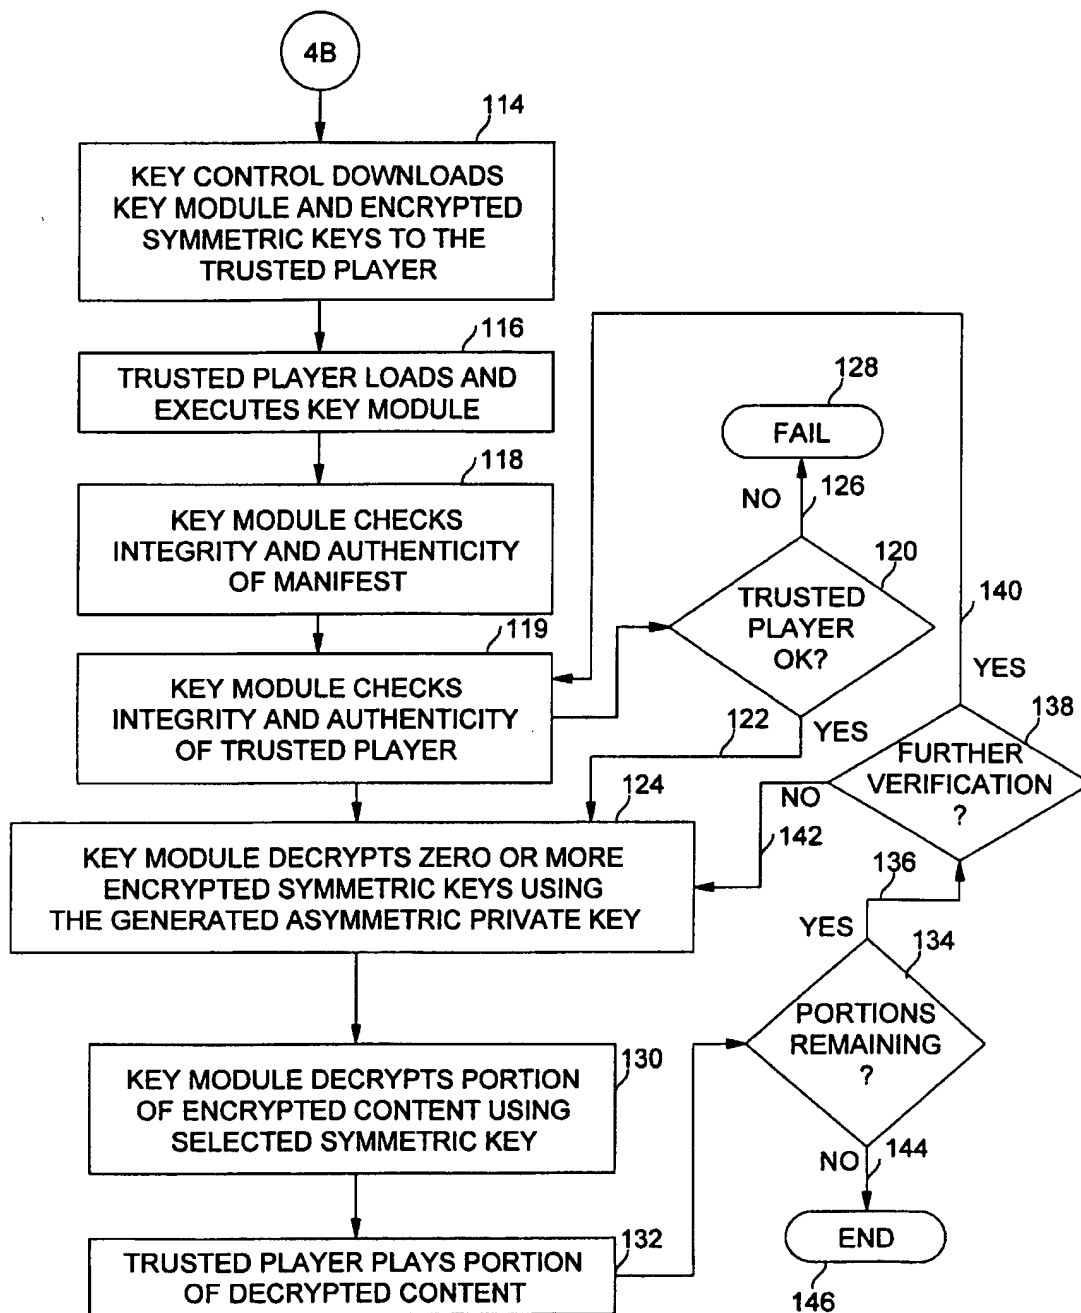 4B
114
KEY CONTROL DOWNLOADS
KEY MODULE AND ENCRYPTED
SYMMETRIC KEYS TO THE
TRUSTED PLAYER
116
TRUSTED PLAYER LOADS AND
EXECUTES KEY MODULE
118
KEY MODULE CHECKS
INTEGRITY AND AUTHENTICITY
OF MANIFEST
119
KEY MODULE CHECKS
INTEGRITY AND AUTHENTICITY
OF TRUSTED PLAYER
128
FAIL
NO
126
120
TRUSTED
PLAYER
OK?
122
YES
140
YES
138
FURTHER
VERIFICATION
?
NO
142
124
KEY MODULE DECRYPTS ZERO OR MORE
ENCRYPTED SYMMETRIC KEYS USING
THE GENERATED ASYMMETRIC PRIVATE KEY
136
YES
134
PORTIONS
REMAINING
?
130
KEY MODULE DECRYPTS PORTION
OF ENCRYPTED CONTENT USING
SELECTED SYMMETRIC KEY
NO
144
END
146
132
TRUSTED PLAYER PLAYS PORTION
OF DECRYPTED CONTENT